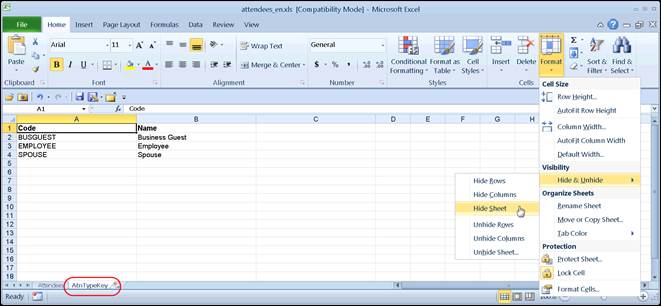 attendees_en.xls [Compatibility Mode] - Microsoft Excel
File Home Insert Page Layout Formulas Data Review View
Arial 11 A A Wrap Text General Conditional Formatting Format as Table Cell Styles Insert Delete Format Sort & Filter Find & Select
Paste B I U A Merge & Center $ % ,
Clipboard Font Alignment Number
A1 fx Code
A B C D E F G H
1 Code Name
2 BUSGUEST Business Guest
3 EMPLOYEE Employee
4 SPOUSE Spouse
5
6
7
8
9
10
11
12
13
14
15
16
17
18
Cell Size
Row Height...
AutoFit Row Height
Column Width...
AutoFit Column Width
Default Width...
Visibility
Hide & Unhide
Organize Sheets
Rename Sheet
Move or Copy Sheet...
Tab Color
Protection
Protect Sheet...
Lock Cell
Format Cells...
Hide Rows
Hide Columns
Hide Sheet
Unhide Rows
Unhide Columns
Unhide Sheet...
Attendees AtnTypeKey
Ready